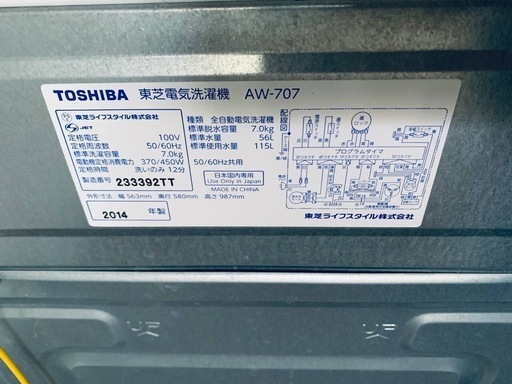 TOSHIBA 東芝電気洗濯機 AW-707
東芝ライフスタイル株式会社
JET
定格電圧 100V
定格周波数 50/60Hz
標準洗濯容量 7.0kg
電動機定格消費電力 370/450W
定格時間 洗いのみ 12分
製造番号 233392TT
外形寸法 幅 563mm 奥行 580mm 高さ 987mm
2014 年製
種類 全自動電気洗濯機
標準脱水容量 7.0kg
標準水量 56L
標準使用水量 115L
50/60Hz共用
日本国内専用
Use Only in Japan
MADE IN CHINA
配線図
蓋
ロック
プログラムタイマ
東芝ライフスタイル株式会社
UP
UP